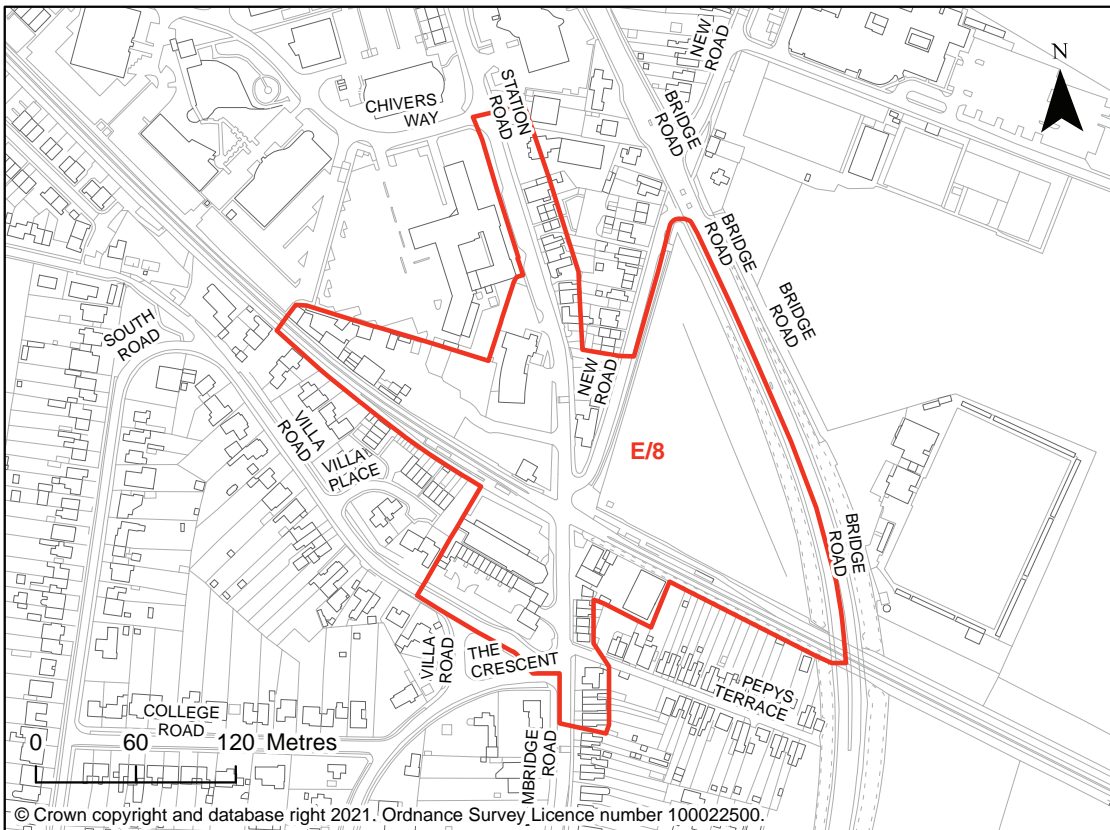 NEW
ROAD
N
STATION
ROAD
CHIVERS
WAY
BRIDGE
ROAD
BRIDGE
ROAD
BRIDGE
ROAD
SOUTH
ROAD
NEW
ROAD
VILLA
ROAD
VILLA
PLACE
E/8
BRIDGE
ROAD
VILLA
ROAD
THE
CRESCENT
PEPYS
TERRACE
COLLEGE
ROAD
MBRIDGE
ROAD
0 60 120 Metres
© Crown copyright and database right 2021. Ordnance Survey Licence number 100022500.